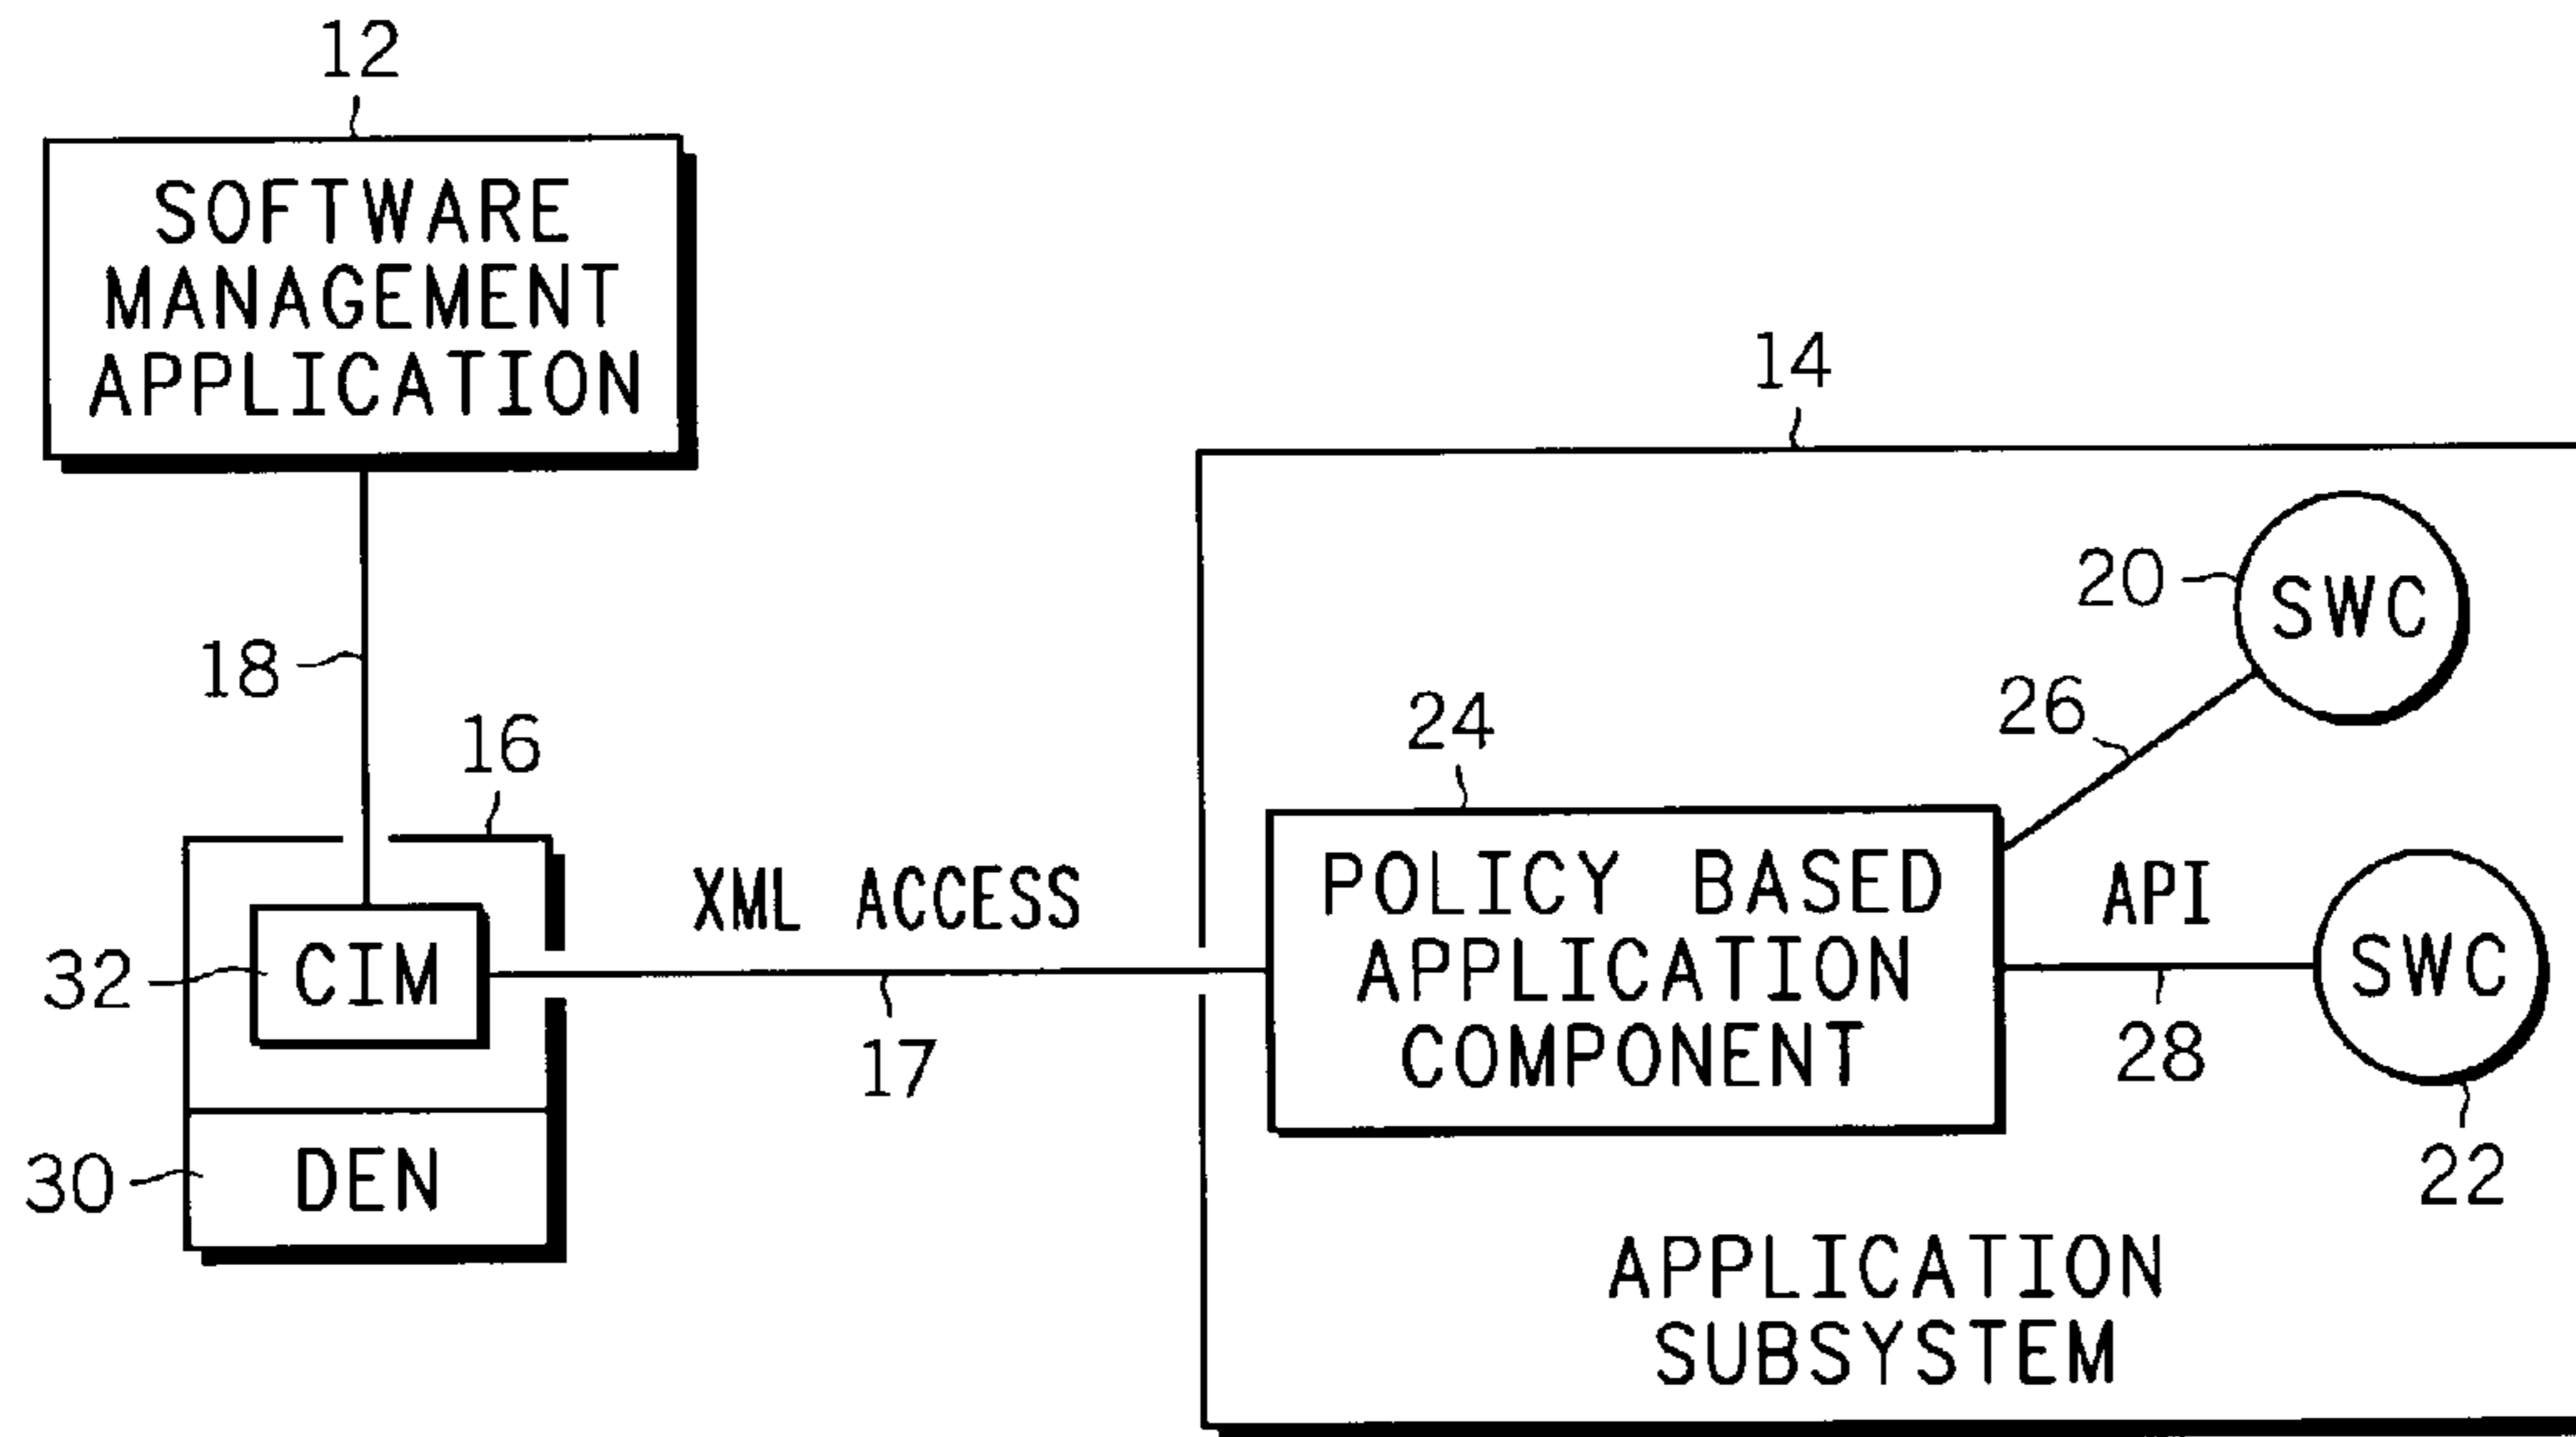 12
SOFTWARE
MANAGEMENT
APPLICATION
14
20
SWC
18
26
16
24
XML ACCESS
POLICY BASED
APPLICATION
COMPONENT
API
32
CIM
SWC
17
28
22
30
DEN
APPLICATION
SUBSYSTEM